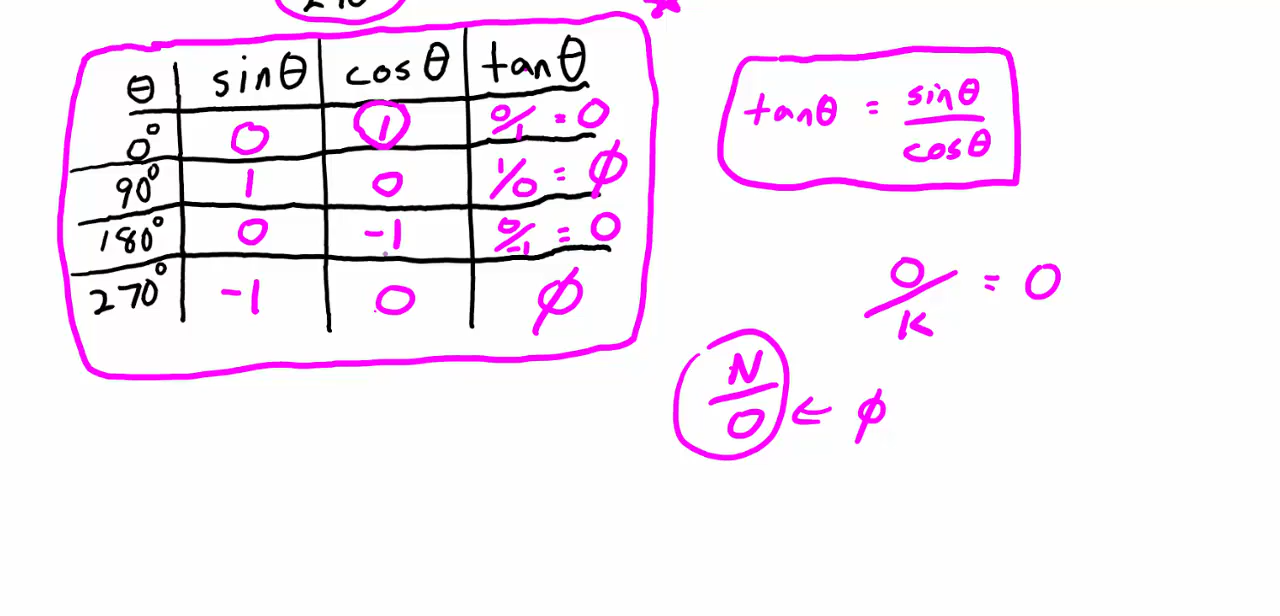 θ sinθ cosθ tanθ
0° 0 1 0/1 = 0
90° 1 0 1/0 = ∅
180° 0 -1 0/-1 = 0
270° -1 0 ∅
tanθ = sinθ/cosθ
0/K = 0
N/0 ← ∅